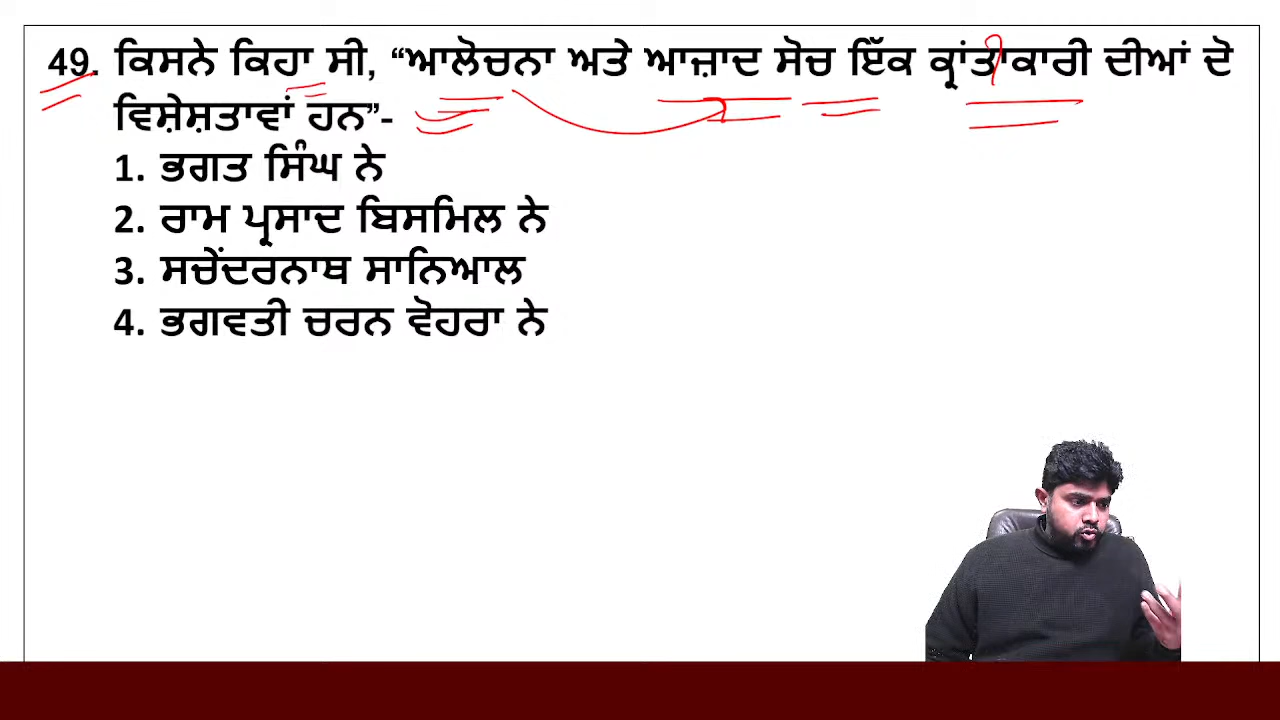 49. ਕਿਸਨੇ ਕਿਹਾ ਸੀ, “ਆਲੋਚਨਾ ਅਤੇ ਆਜ਼ਾਦ ਸੋਚ ਇੱਕ ਕ੍ਰਾਂਤਾਕਾਰੀ ਦੀਆਂ ਦੋ
ਵਿਸ਼ੇਸ਼ਤਾਵਾਂ ਹਨ”-
1. ਭਗਤ ਸਿੰਘ ਨੇ
2. ਰਾਮ ਪ੍ਰਸਾਦ ਬਿਸਮਿਲ ਨੇ
3. ਸਚੇਂਦਰਨਾਥ ਸਾਨਿਆਲ
4. ਭਗਵਤੀ ਚਰਨ ਵੋਹਰਾ ਨੇ